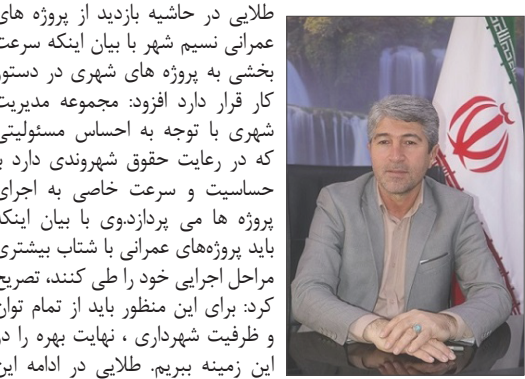 طلایی در حاشیه بازدید از پروژه های
عمرانی نسیم شهر با بیان اینکه سرعت
بخشی به پروژه های شهری در دستور
کار قرار دارد افزود: مجموعه مدیریت
شهری با توجه به احساس مسئولیتی
که در رعایت حقوق شهروندی دارد با
حساسیت و سرعت خاصی به اجرای
پروژه ها می پردازد.وی با بیان اینکه
باید پروژه‌های عمرانی با شتاب بیشتری
مراحل اجرایی خود را طی کنند، تصریح
کرد: برای این منظور باید از تمام توان
و ظرفیت شهرداری ، نهایت بهره را در
این زمینه ببریم. طلایی در ادامه این